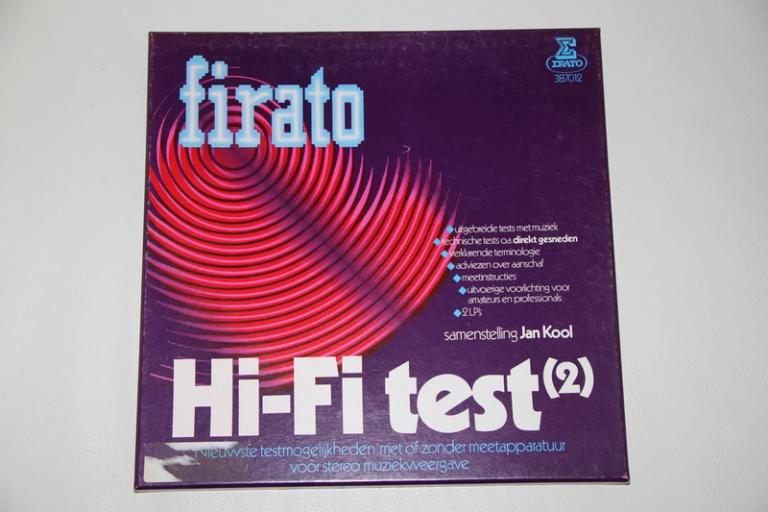 firato
ERATO
387012
uitgebreide tests met muziek
technische tests o.a. direkt gesneden
verklarende terminologie
adviezen over aanschaf
meetinstructies
uitvoerige voorlichting voor
amateurs en professionals
2 LP's
samenstelling Jan Kool
Hi-Fi test (2)
Nieuwste testmogelijkheden met of zonder meetapparatuur
voor stereo muziekweergave